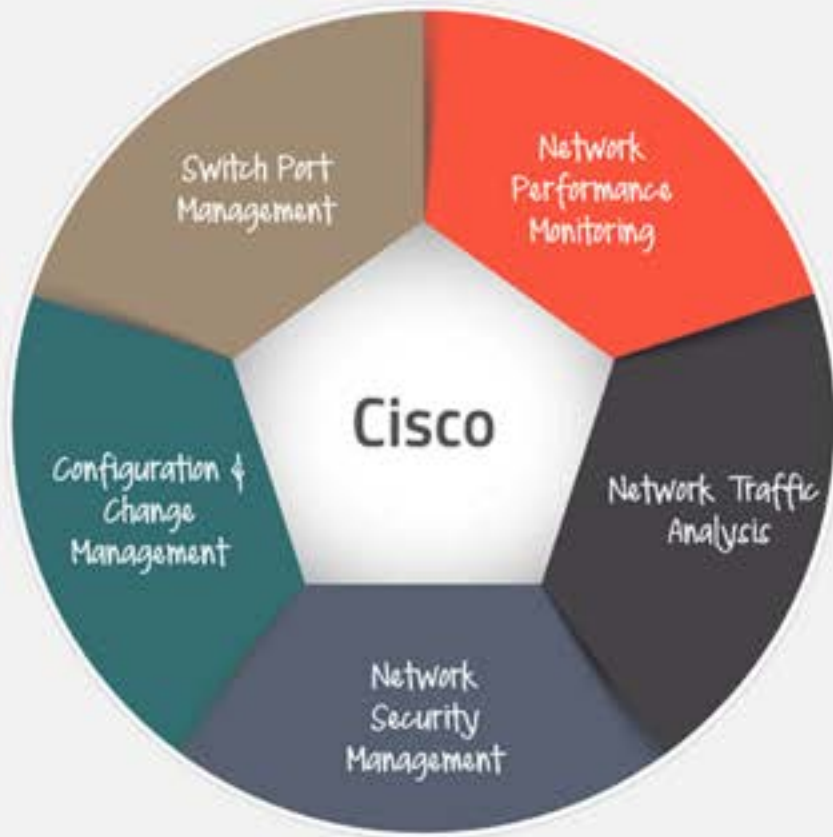 Switch Port
Management
Network
Performance
Monitoring
Cisco
Configuration &
Change
Management
Network Traffic
Analysis
Network
Security
Management